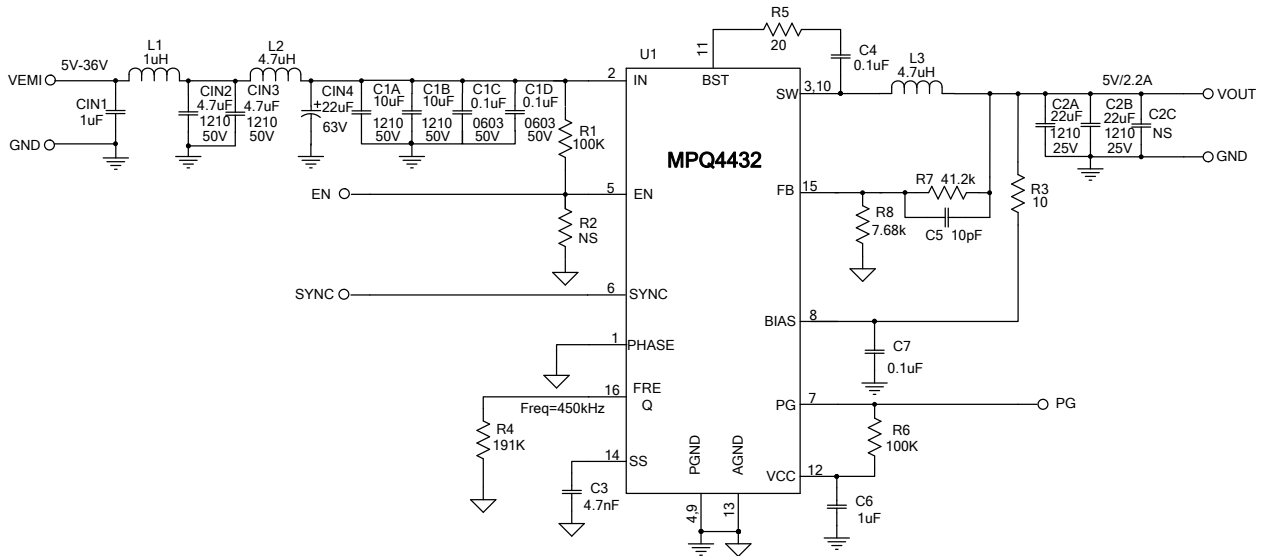 R5
20
11
U1
C4
0.1uF
L1
1uH
L2
4.7uH
L3
4.7uH
VEMI
5V-36V
2
IN
BST
3,10
SW
5V/2.2A
VOUT
CIN1
1uF
CIN2
4.7uF
1210
50V
CIN3
4.7uF
1210
50V
CIN4
+
22uF
63V
C1A
10uF
1210
50V
C1B
10uF
1210
50V
C1C
0.1uF
0603
50V
C1D
0.1uF
0603
50V
R1
100K
C2A
22uF
1210
25V
C2B
22uF
1210
25V
C2C
NS
GND
GND
MPQ4432
EN
5
EN
FB
15
R7 41.2k
C5 10pF
R8
7.68k
R3
10
R2
NS
SYNC
6
SYNC
BIAS
8
C7
0.1uF
1
PHASE
16
FRE
Q
Freq=450kHz
R4
191K
PG
7
PG
R6
100K
14
SS
C3
4.7nF
PGND
AGND
VCC
12
C6
1uF
4,9
13